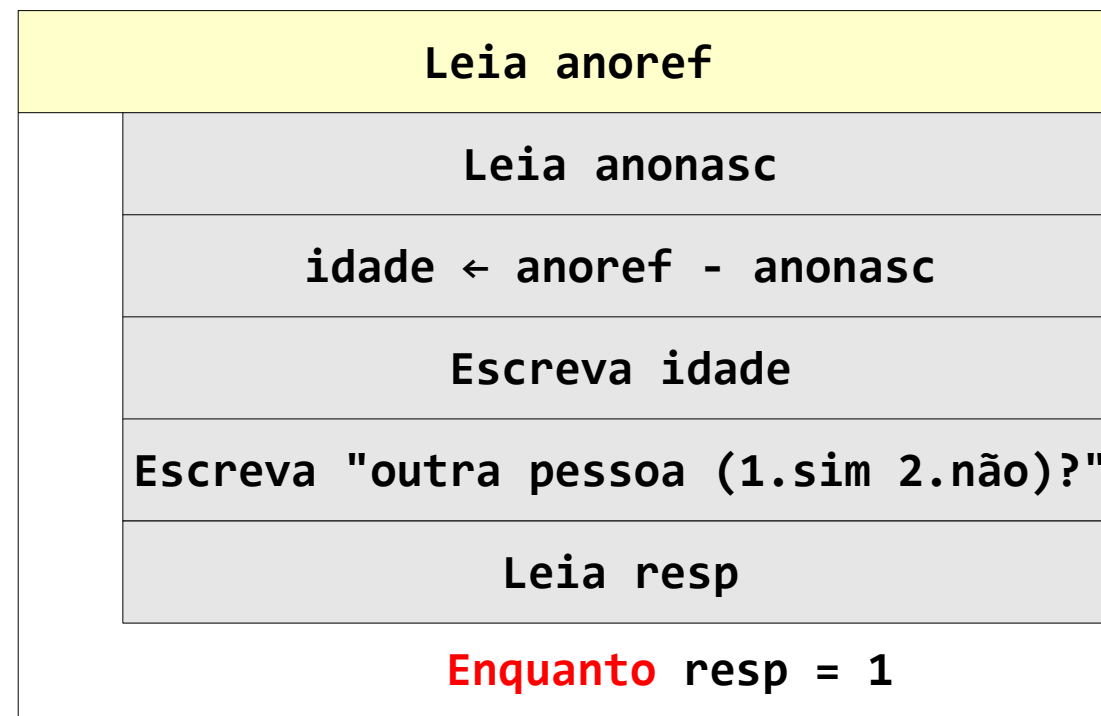 Leia anoref
Leia anonasc
idade ← anoref - anonasc
Escreva idade
Escreva "outra pessoa (1.sim 2.não)?"
Leia resp
Enquanto resp = 1